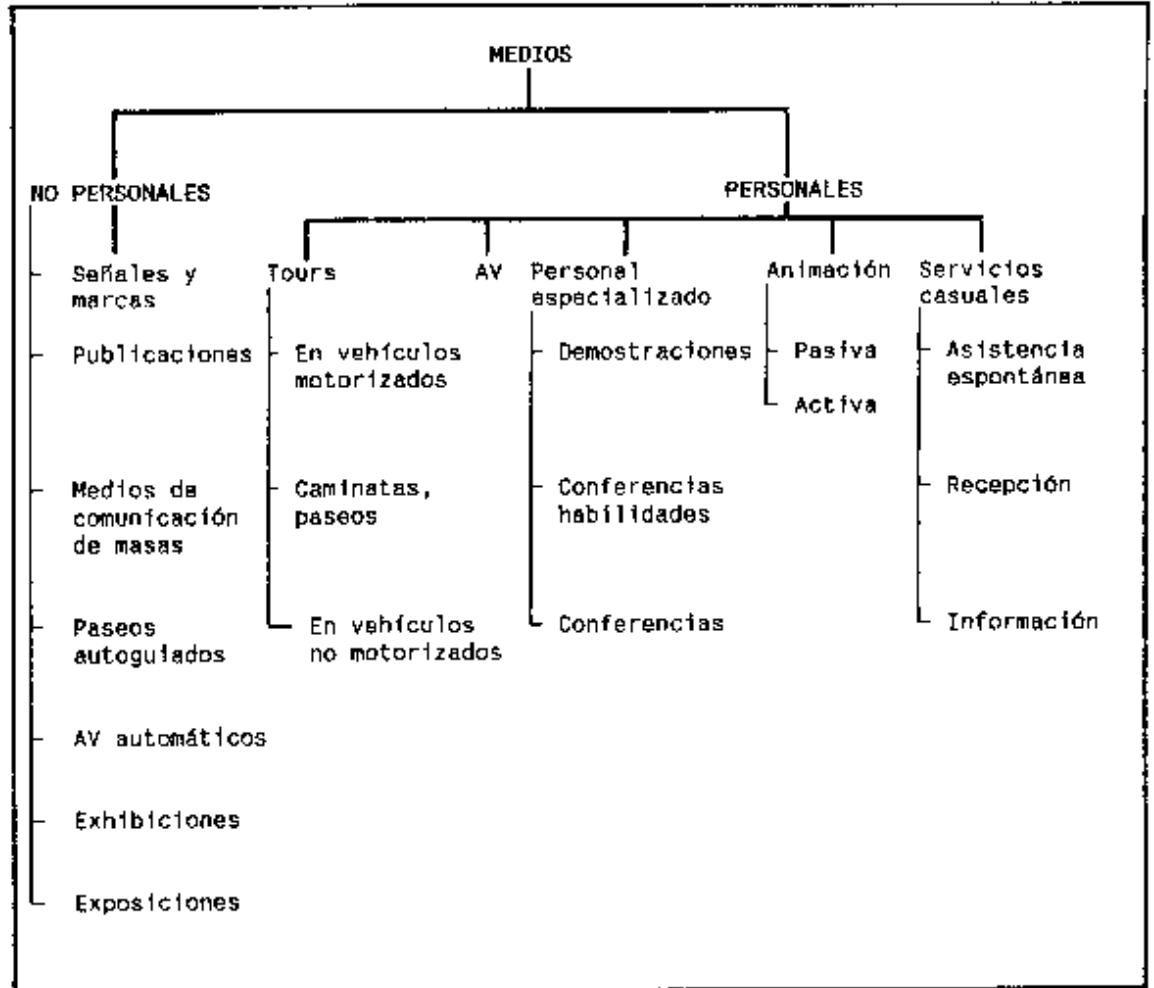 MEDIOS
NO PERSONALES
PERSONALES
Señales y
marcas
Publicaciones
Medios de
comunicación
de masas
Paseos
autoguiados
AV automáticos
Exhibiciones
Exposiciones
Tours
En vehículos
motorizados
Caminatas,
paseos
En vehículos
no motorizados
AV
Personal
especializado
Demostraciones
Conferencias
habilidades
Conferencias
Animación
Pasiva
Activa
Servicios
casuales
Asistencia
espontánea
Recepción
Información